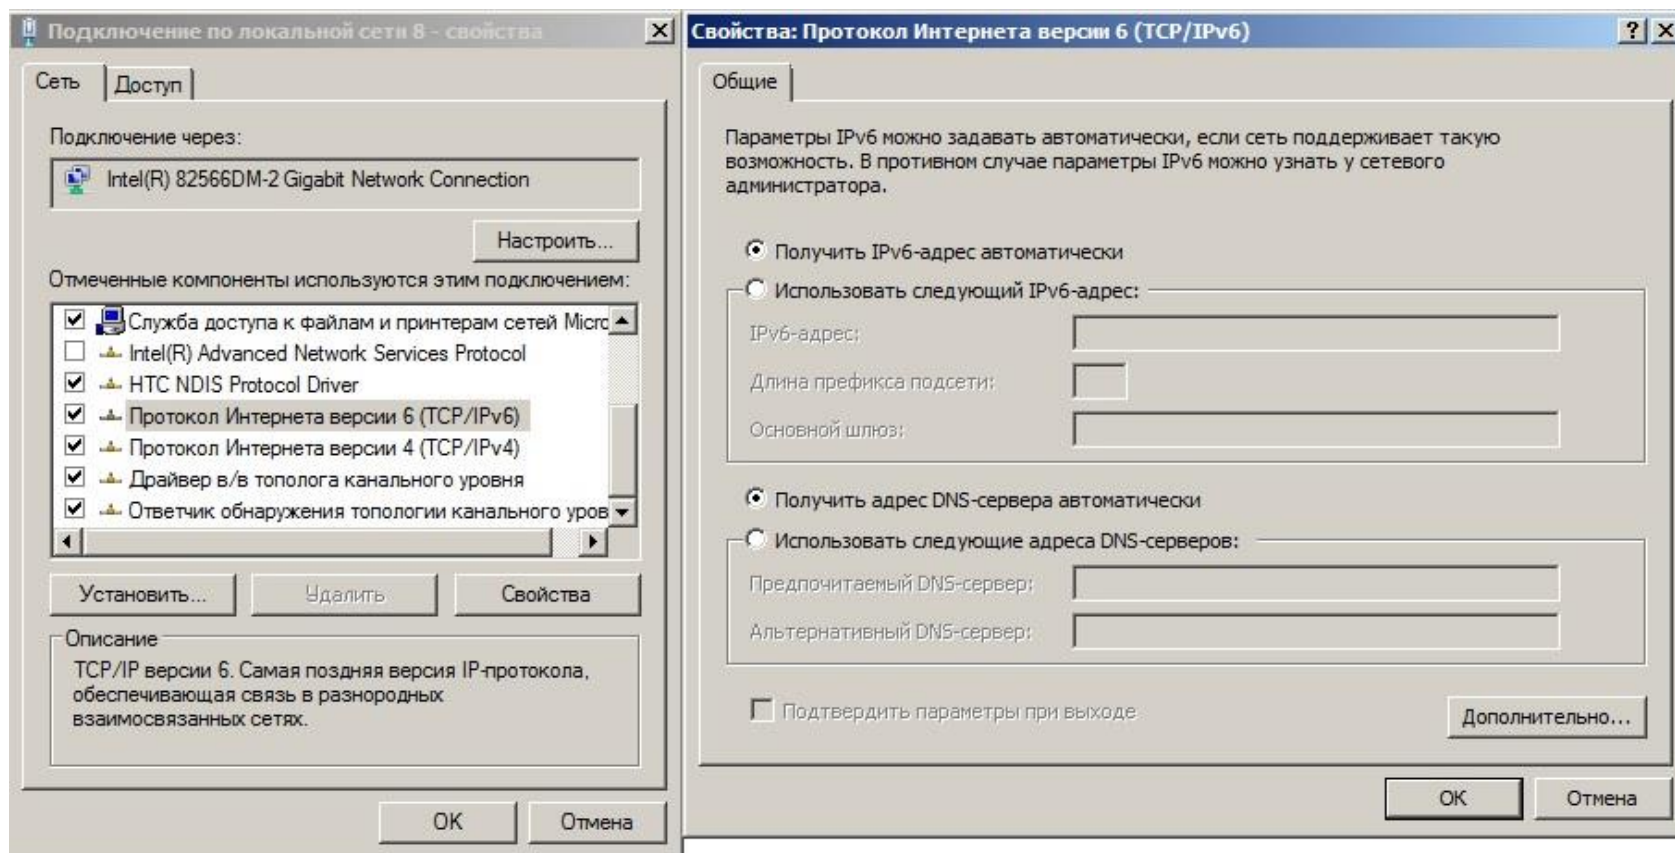 Подключение по локальной сети 8 - свойства
Сеть
Доступ
Подключение через:
Intel(R) 82566DM-2 Gigabit Network Connection
Настроить...
Отмеченные компоненты используются этим подключением:
Служба доступа к файлам и принтерам сетей Micro
Intel(R) Advanced Network Services Protocol
HTC NDIS Protocol Driver
Протокол Интернета версии 6 (TCP/IPv6)
Протокол Интернета версии 4 (TCP/IPv4)
Драйвер в/в тополога канального уровня
Ответчик обнаружения топологии канального уров
Установить...
Удалить
Свойства
Описание
TCP/IP версии 6. Самая поздняя версия IP-протокола,
обеспечивающая связь в разнородных
взаимосвязанных сетях.
OK
Отмена
Свойства: Протокол Интернета версии 6 (TCP/IPv6)
Общие
Параметры IPv6 можно задавать автоматически, если сеть поддерживает такую
возможность. В противном случае параметры IPv6 можно узнать у сетевого
администратора.
Получить IPv6-адрес автоматически
Использовать следующий IPv6-адрес:
IPv6-адрес:
Длина префикса подсети:
Основной шлюз:
Получить адрес DNS-сервера автоматически
Использовать следующие адреса DNS-серверов:
Предпочитаемый DNS-сервер:
Альтернативный DNS-сервер:
Подтвердить параметры при выходе
Дополнительно...
OK
Отмена